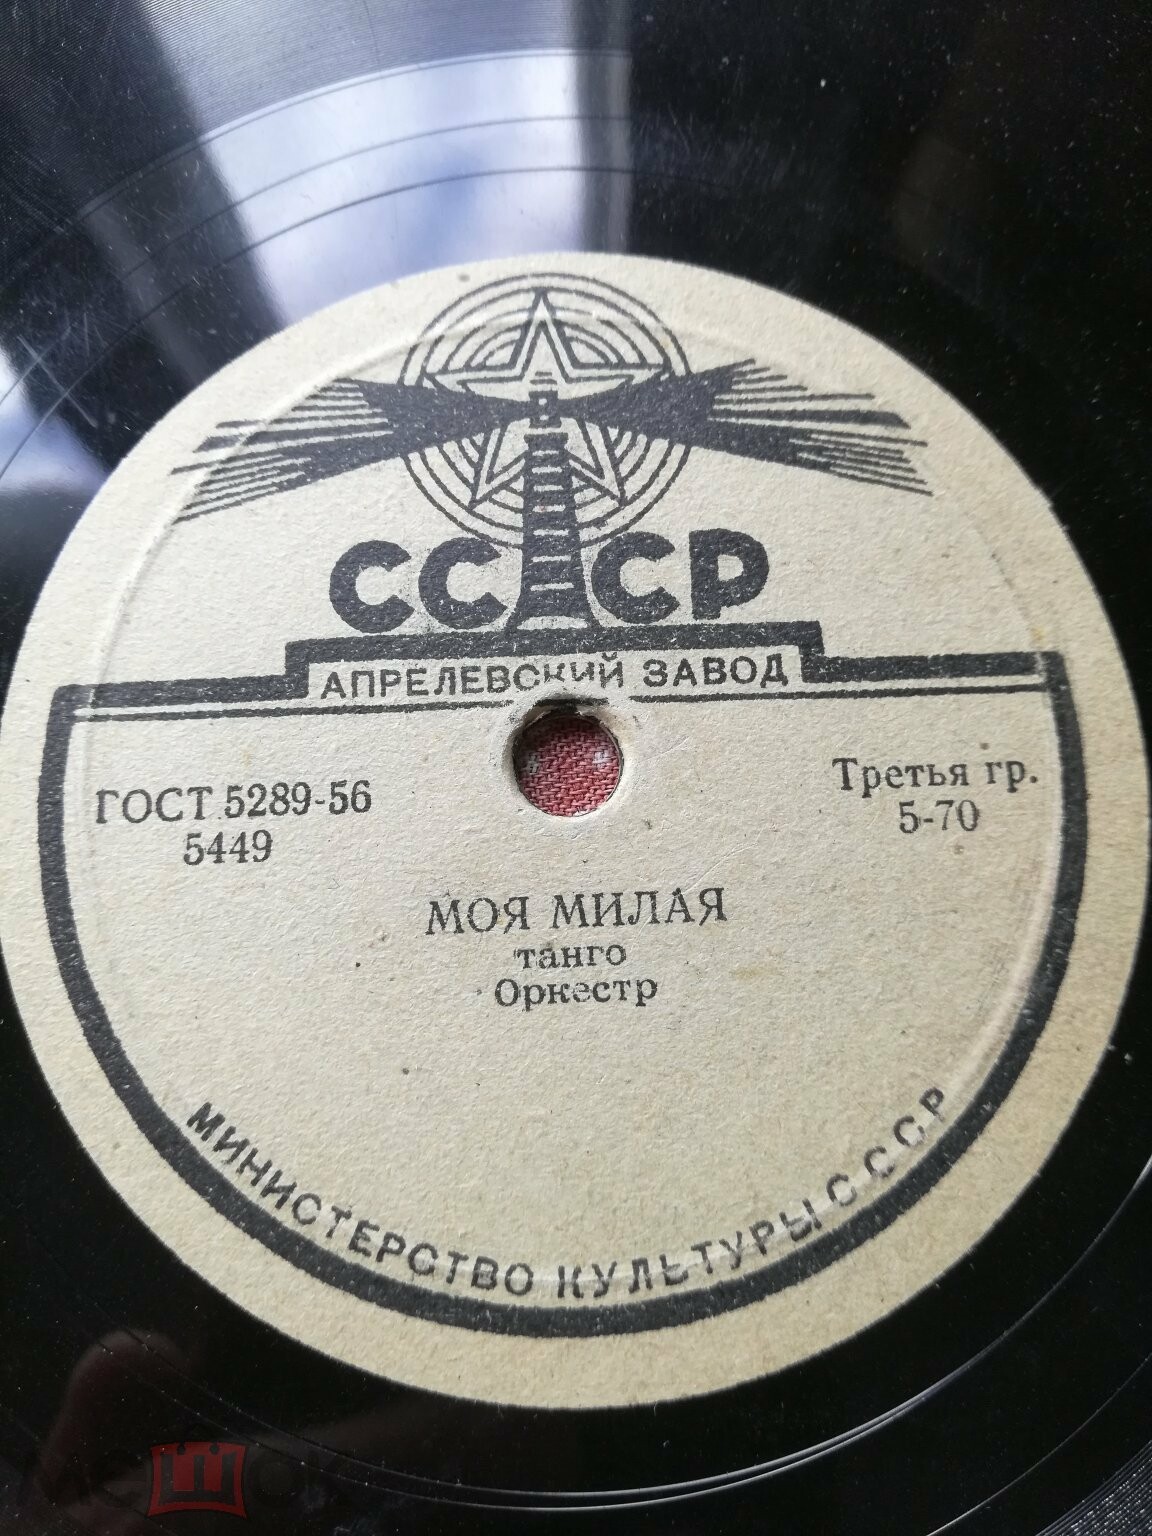 СССР
АПРЕЛЕВСКИЙ ЗАВОД
ГОСТ 5289-56
5449
Третья гр.
5-70
МОЯ МИЛАЯ
танго
Оркестр
МИНИСТЕРСТВО КУЛЬТУРЫ СССР